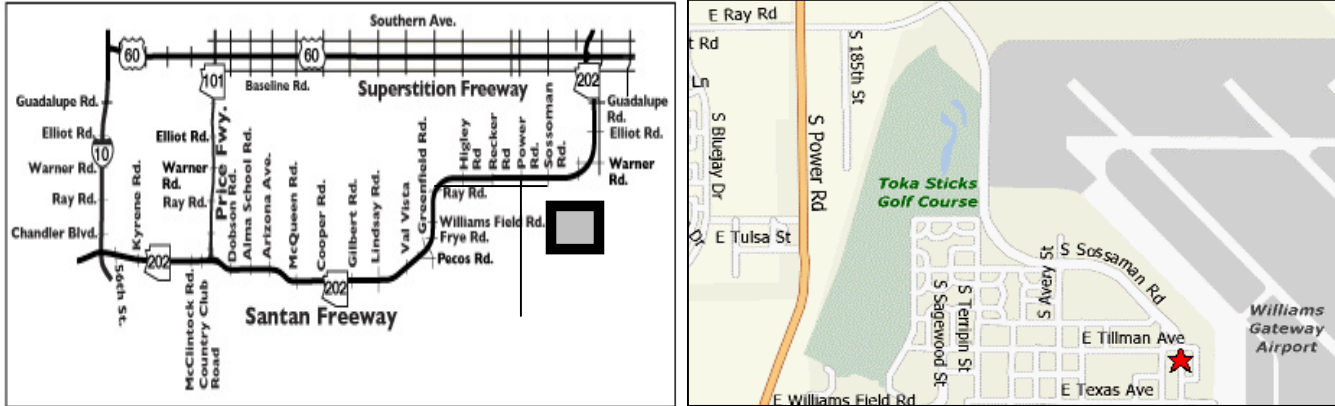 Southern Ave.
60
60
101
Baseline Rd.
Superstition Freeway
202
Guadalupe Rd.
Guadalupe
Rd.
Elliot Rd.
Elliot Rd.
Elliot Rd.
10
Warner Rd.
Warner
Rd.
Warner
Rd.
Ray Rd.
Ray Rd.
Chandler Blvd.
Kyrene Rd.
Price Fwy.
Dobson Rd.
Alma School Rd.
Arizona Ave.
McQueen Rd.
Cooper Rd.
Gilbert Rd.
Lindsay Rd.
Val Vista
Greenfield Rd.
Higley
Rd
Recker
Rd
Power
Rd.
Sossoman
Rd.
Ray Rd.
Williams Field Rd.
Frye Rd.
Pecos Rd.
202
202
56th St.
McClintock Rd.
Country Club
Road
Santan Freeway
E Ray Rd
t Rd
Ln
S Bluejay Dr
S 185th St
S Power Rd
Toka Sticks
Golf Course
E Tulsa St
Dr
S Sossaman Rd
S Avery St
S Terripin St
S Sagewood St
E Tillman Ave
E Texas Ave
E Williams Field Rd
Williams
Gateway
Airport